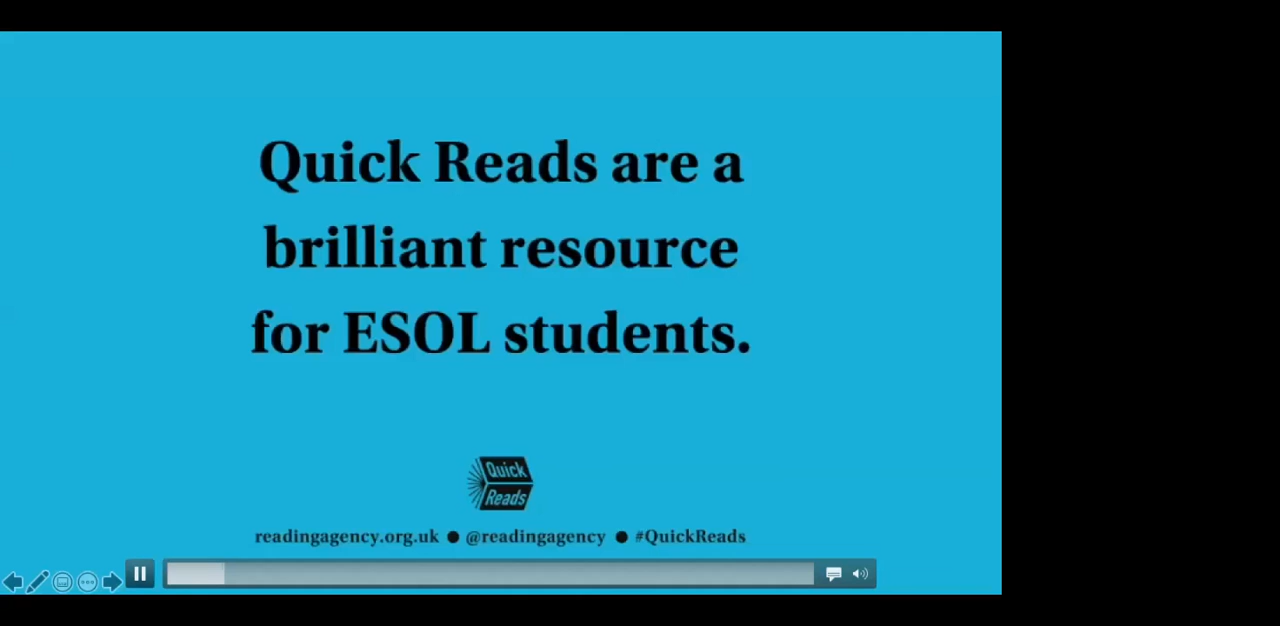 Quick Reads are a
brilliant resource
for ESOL students.
Quick
Reads
readingagency.org.uk ● @readingagency ● #QuickReads